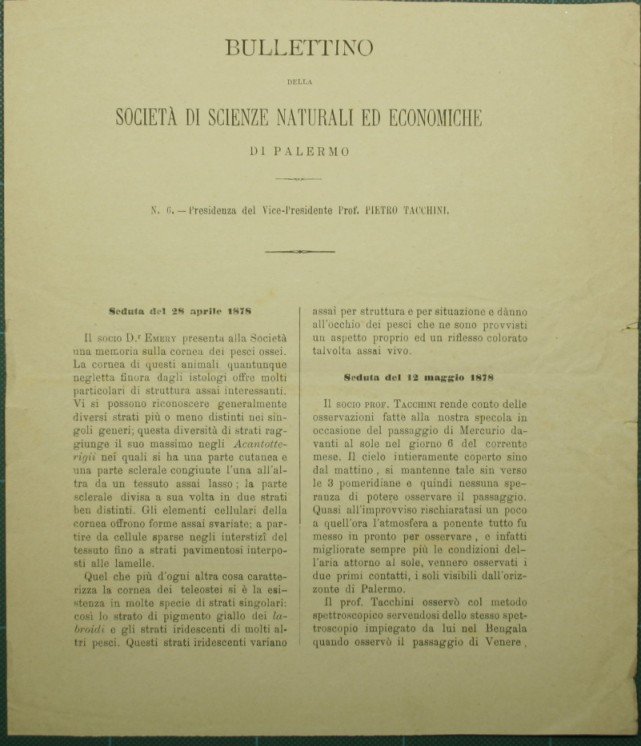 BULLETTINO
DELLA
SOCIETÀ DI SCIENZE NATURALI ED ECONOMICHE
DI PALERMO
N. 6. — Presidenza del Vice-Presidente Prof. PIETRO TACCHINI.
Seduta del 28 aprile 1878
Il socio D.r Emery presenta alla Società
una memoria sulla cornea dei pesci ossei.
La cornea di questi animali quantunque
negletta finora dagli istologi offre molti
particolari di struttura assai interessanti.
Vi si possono riconoscere generalmente
diversi strati più o meno distinti nei sin-
goli generi; questa diversità di strati rag-
giunge il suo massimo negli Acantotte-
rigii nei quali si ha una parte cutanea e
una parte sclerale congiunte l'una all'al-
tra da un tessuto assai lasso; la parte
sclerale divisa a sua volta in due strati
ben distinti. Gli elementi cellulari della
cornea offrono forme assai svariate; a par-
tire da cellule sparse negli interstizî del
tessuto fino a strati pavimentosi interpo-
sti alle lamelle.
Quel che più d'ogni altra cosa caratte-
rizza la cornea dei teleostei si è la esi-
stenza in molte specie di strati singolari:
così lo strato di pigmento giallo dei la-
broidi e gli strati iridescenti di molti al-
tri pesci. Questi strati iridescenti variano
assai per struttura e per situazione e dànno
all'occhio dei pesci che ne sono provvisti
un aspetto proprio ed un riflesso colorato
talvolta assai vivo.
Seduta del 12 maggio 1878
Il socio prof. Tacchini rende conto delle
osservazioni fatte alla nostra specola in
occasione del passaggio di Mercurio da-
vanti al sole nel giorno 6 del corrente
mese. Il cielo intieramente coperto sino
dal mattino, si mantenne tale sin verso
le 3 pomeridiane e quindi nessuna spe-
ranza di potere osservare il passaggio.
Quasi all'improvviso rischiaratasi un poco
a quell'ora l'atmosfera a ponente tutto fu
messo in pronto per osservare, e infatti
migliorate sempre più le condizioni del-
l'aria attorno al sole, vennero osservati i
due primi contatti, i soli visibili dall'oriz-
zonte di Palermo.
Il prof. Tacchini osservò col metodo
spettroscopico servendosi dello stesso spet-
troscopio impiegato da lui nel Bengala
quando osservò il passaggio di Venere,